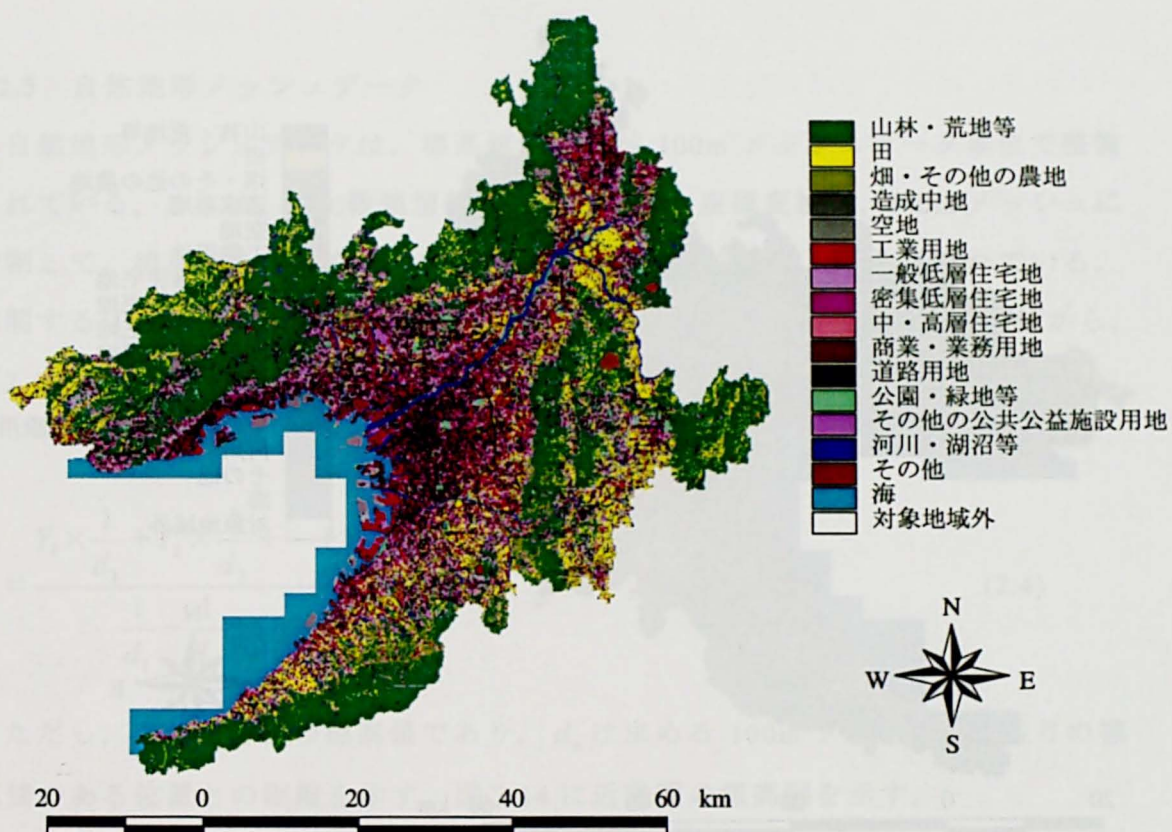 山林・荒地等
田
畑・その他の農地
造成中地
空地
工業用地
一般低層住宅地
密集低層住宅地
中・高層住宅地
商業・業務用地
道路用地
公園・緑地等
その他の公共公益施設用地
河川・湖沼等
その他
海
対象地域外
N
W E
S
20 0 20 40 60 km